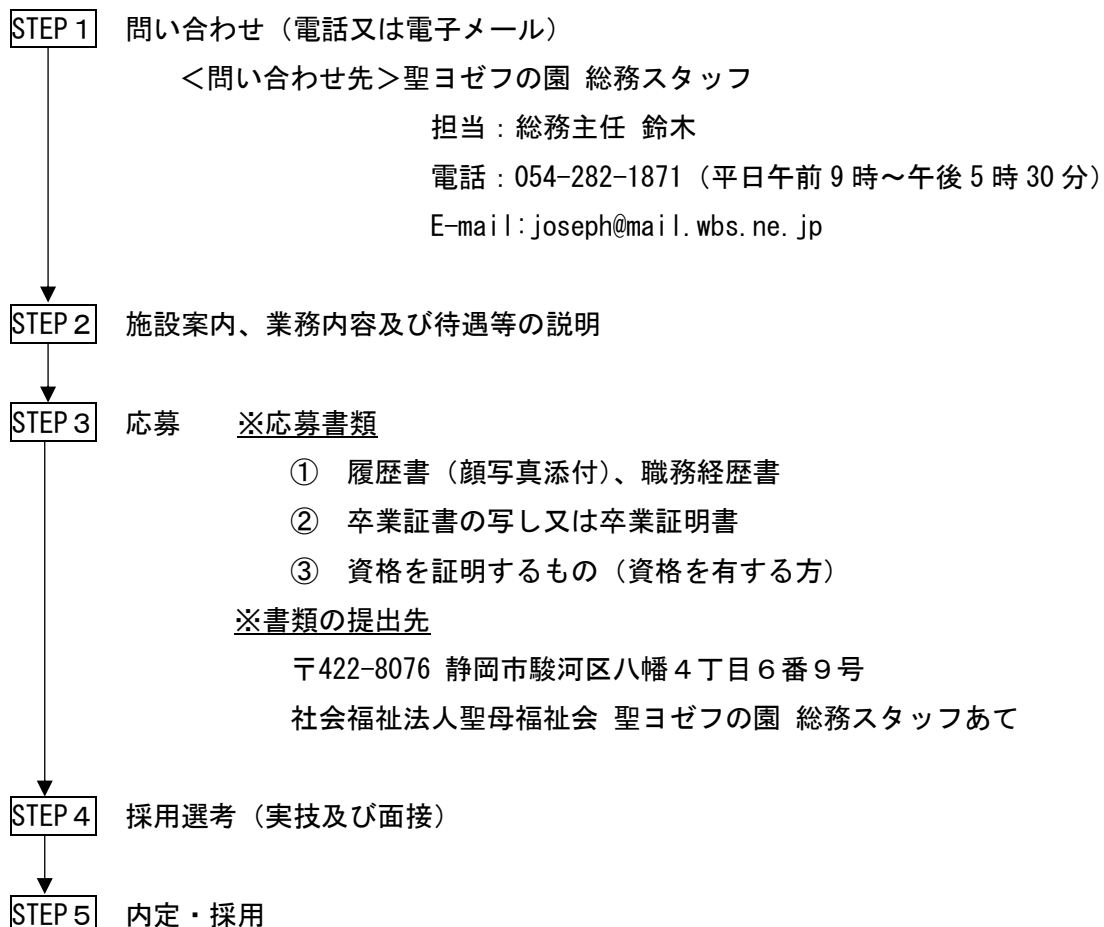 STEP１ 問い合わせ（電話又は電子メール）
＜問い合わせ先＞聖ヨゼフの園 総務スタッフ
担当：総務主任 鈴木
電話：054-282-1871（平日午前９時～午後５時30分）
E-mail:joseph@mail.wbs.ne.jp
STEP２ 施設案内、業務内容及び待遇等の説明
STEP３ 応募 ※応募書類
① 履歴書（顔写真添付）、職務経歴書
② 卒業証書の写し又は卒業証明書
③ 資格を証明するもの（資格を有する方）
※書類の提出先
〒422-8076 静岡市駿河区八幡４丁目６番９号
社会福祉法人聖母福祉会 聖ヨゼフの園 総務スタッフあて
STEP４ 採用選考（実技及び面接）
STEP５ 内定・採用